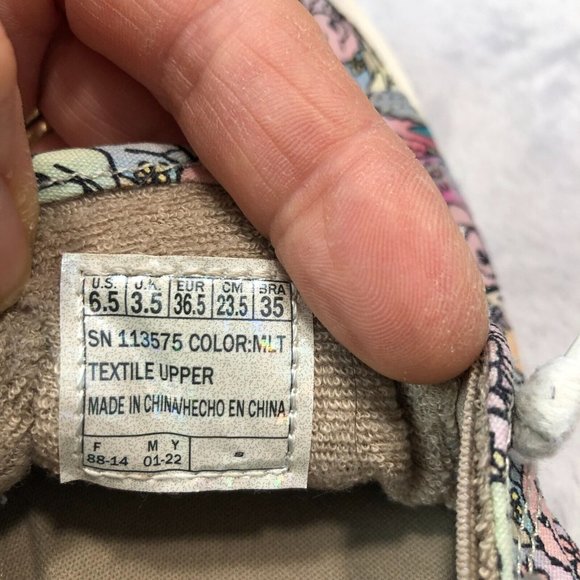 U.S. U.K. EUR CM BRA
6.5 3.5 36.5 23.5 35
SN 113575 COLOR:MLT
TEXTILE UPPER
MADE IN CHINA/HECHO EN CHINA
F M Y
88-14 01-22